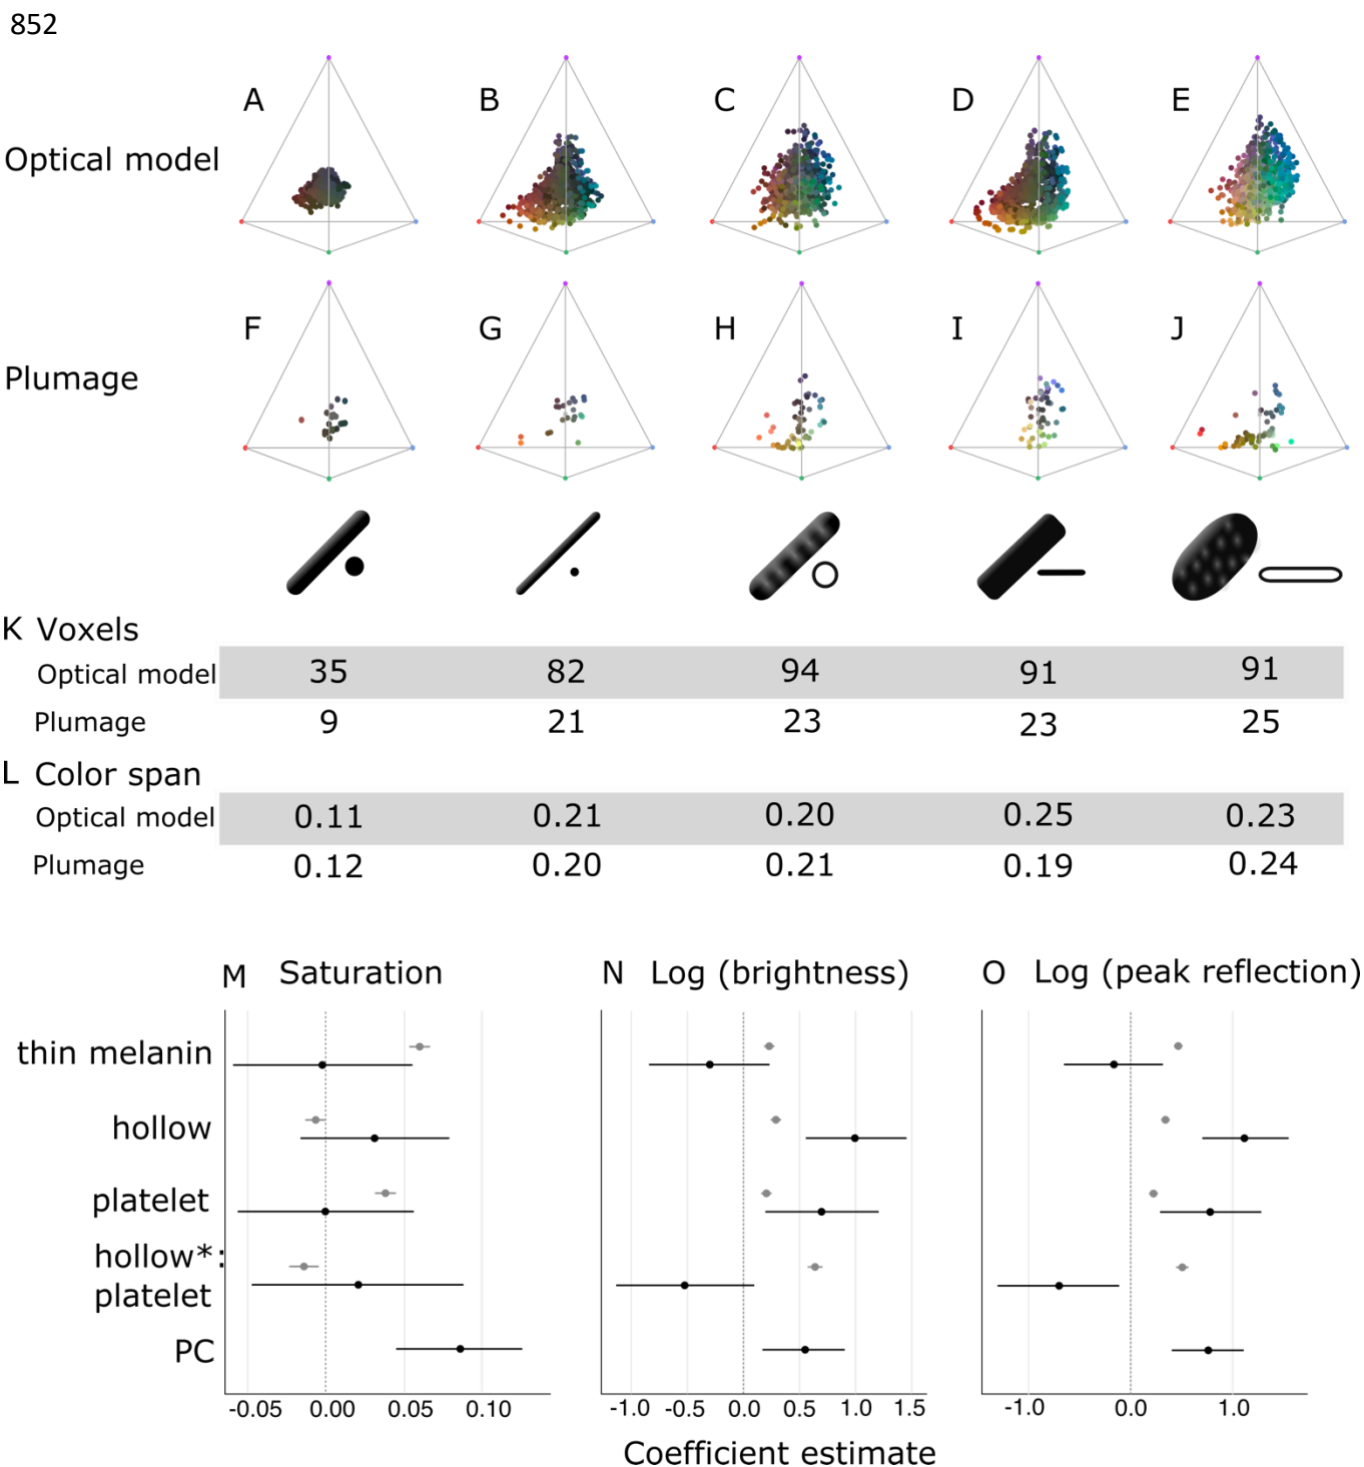 852
A B C D E
Optical model
F G H I J
Plumage
K Voxels
Optical model 35 82 94 91 91
Plumage 9 21 23 23 25
L Color span
Optical model 0.11 0.21 0.20 0.25 0.23
Plumage 0.12 0.20 0.21 0.19 0.24
M Saturation N Log (brightness) O Log (peak reflection)
thin melanin
hollow
platelet
hollow*:
platelet
PC
-0.05 0.00 0.05 0.10 -1.0 -0.5 0.0 0.5 1.0 1.5 -1.0 0.0 1.0
Coefficient estimate